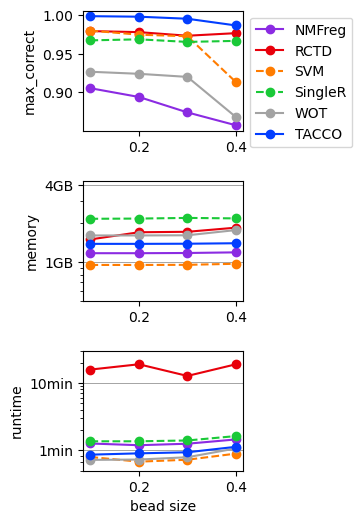 max_correct
1.00
0.95
0.90
0.2
0.4
NMFreg
RCTD
SVM
SingleR
WOT
TACCO
memory
4GB
1GB
0.2
0.4
runtime
10min
1min
0.2
0.4
bead size